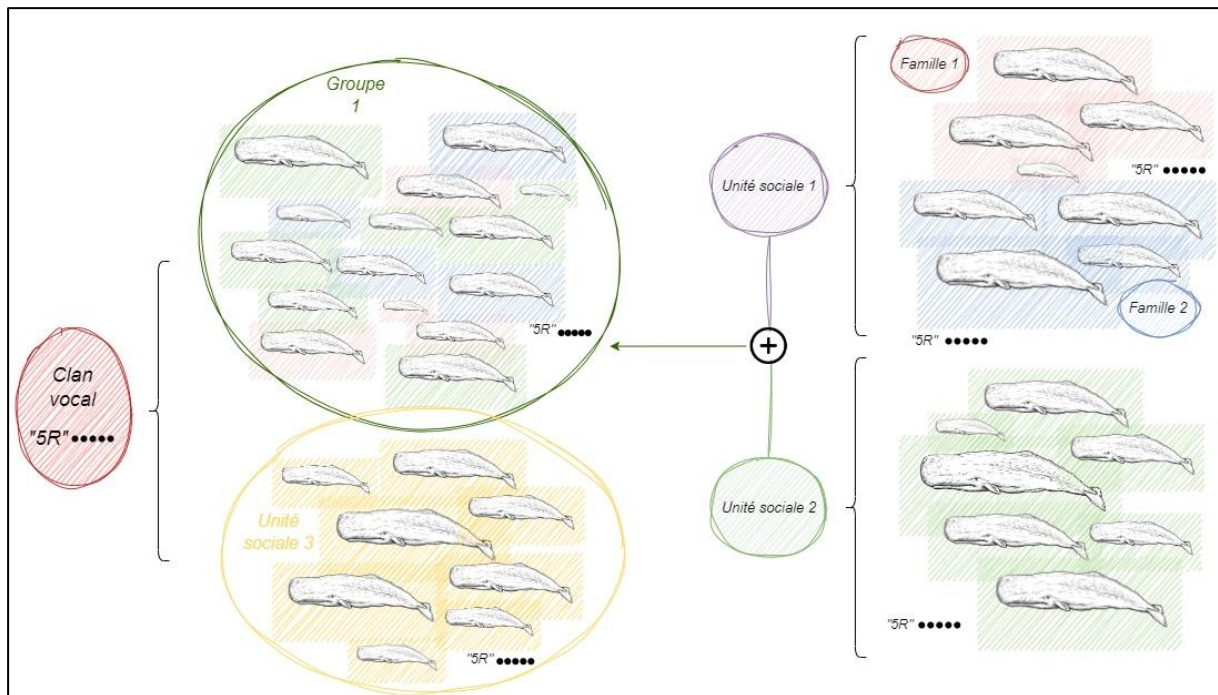 Clan
vocal
"5R" ●●●●●
Groupe
1
"5R" ●●●●●
Unité
sociale 3
"5R" ●●●●●
Unité sociale 1
+
Unité sociale 2
Famille 1
"5R" ●●●●●
Famille 2
"5R" ●●●●●
"5R" ●●●●●